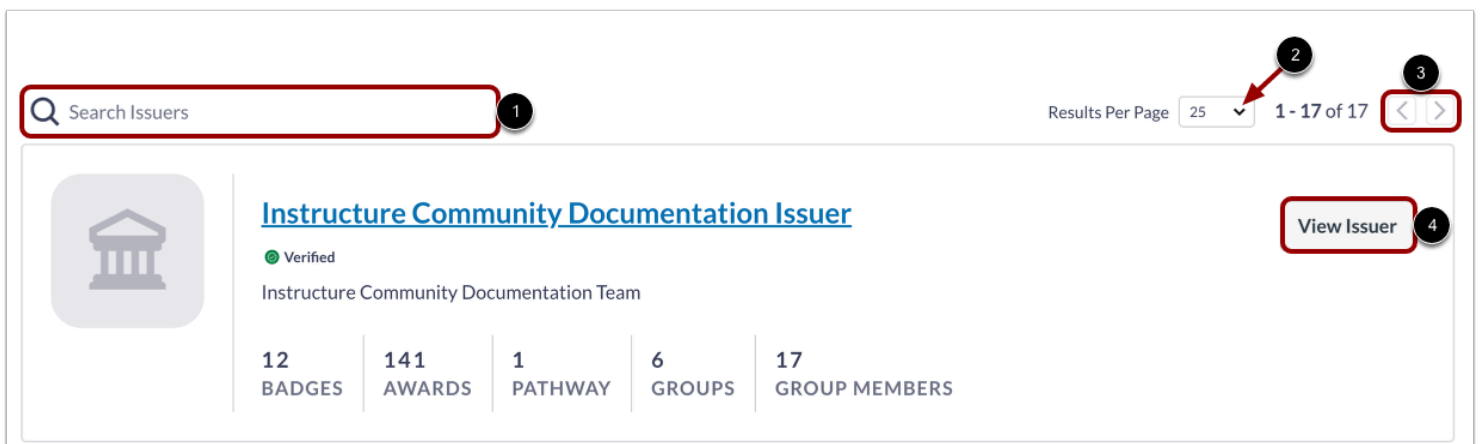 2
3
Search Issuers
1
Results Per Page 25 1 - 17 of 17
Instructure Community Documentation Issuer
View Issuer
4
Verified
Instructure Community Documentation Team
12 141 1 6 17
BADGES AWARDS PATHWAY GROUPS GROUP MEMBERS